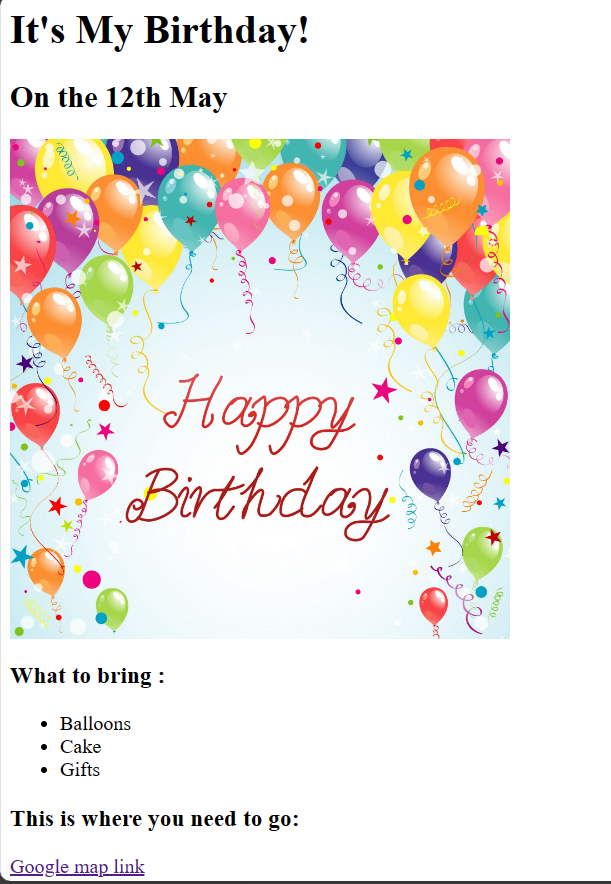 It's My Birthday!
On the 12th May
Happy
Birthday
What to bring :
Balloons
Cake
Gifts
This is where you need to go:
Google map link